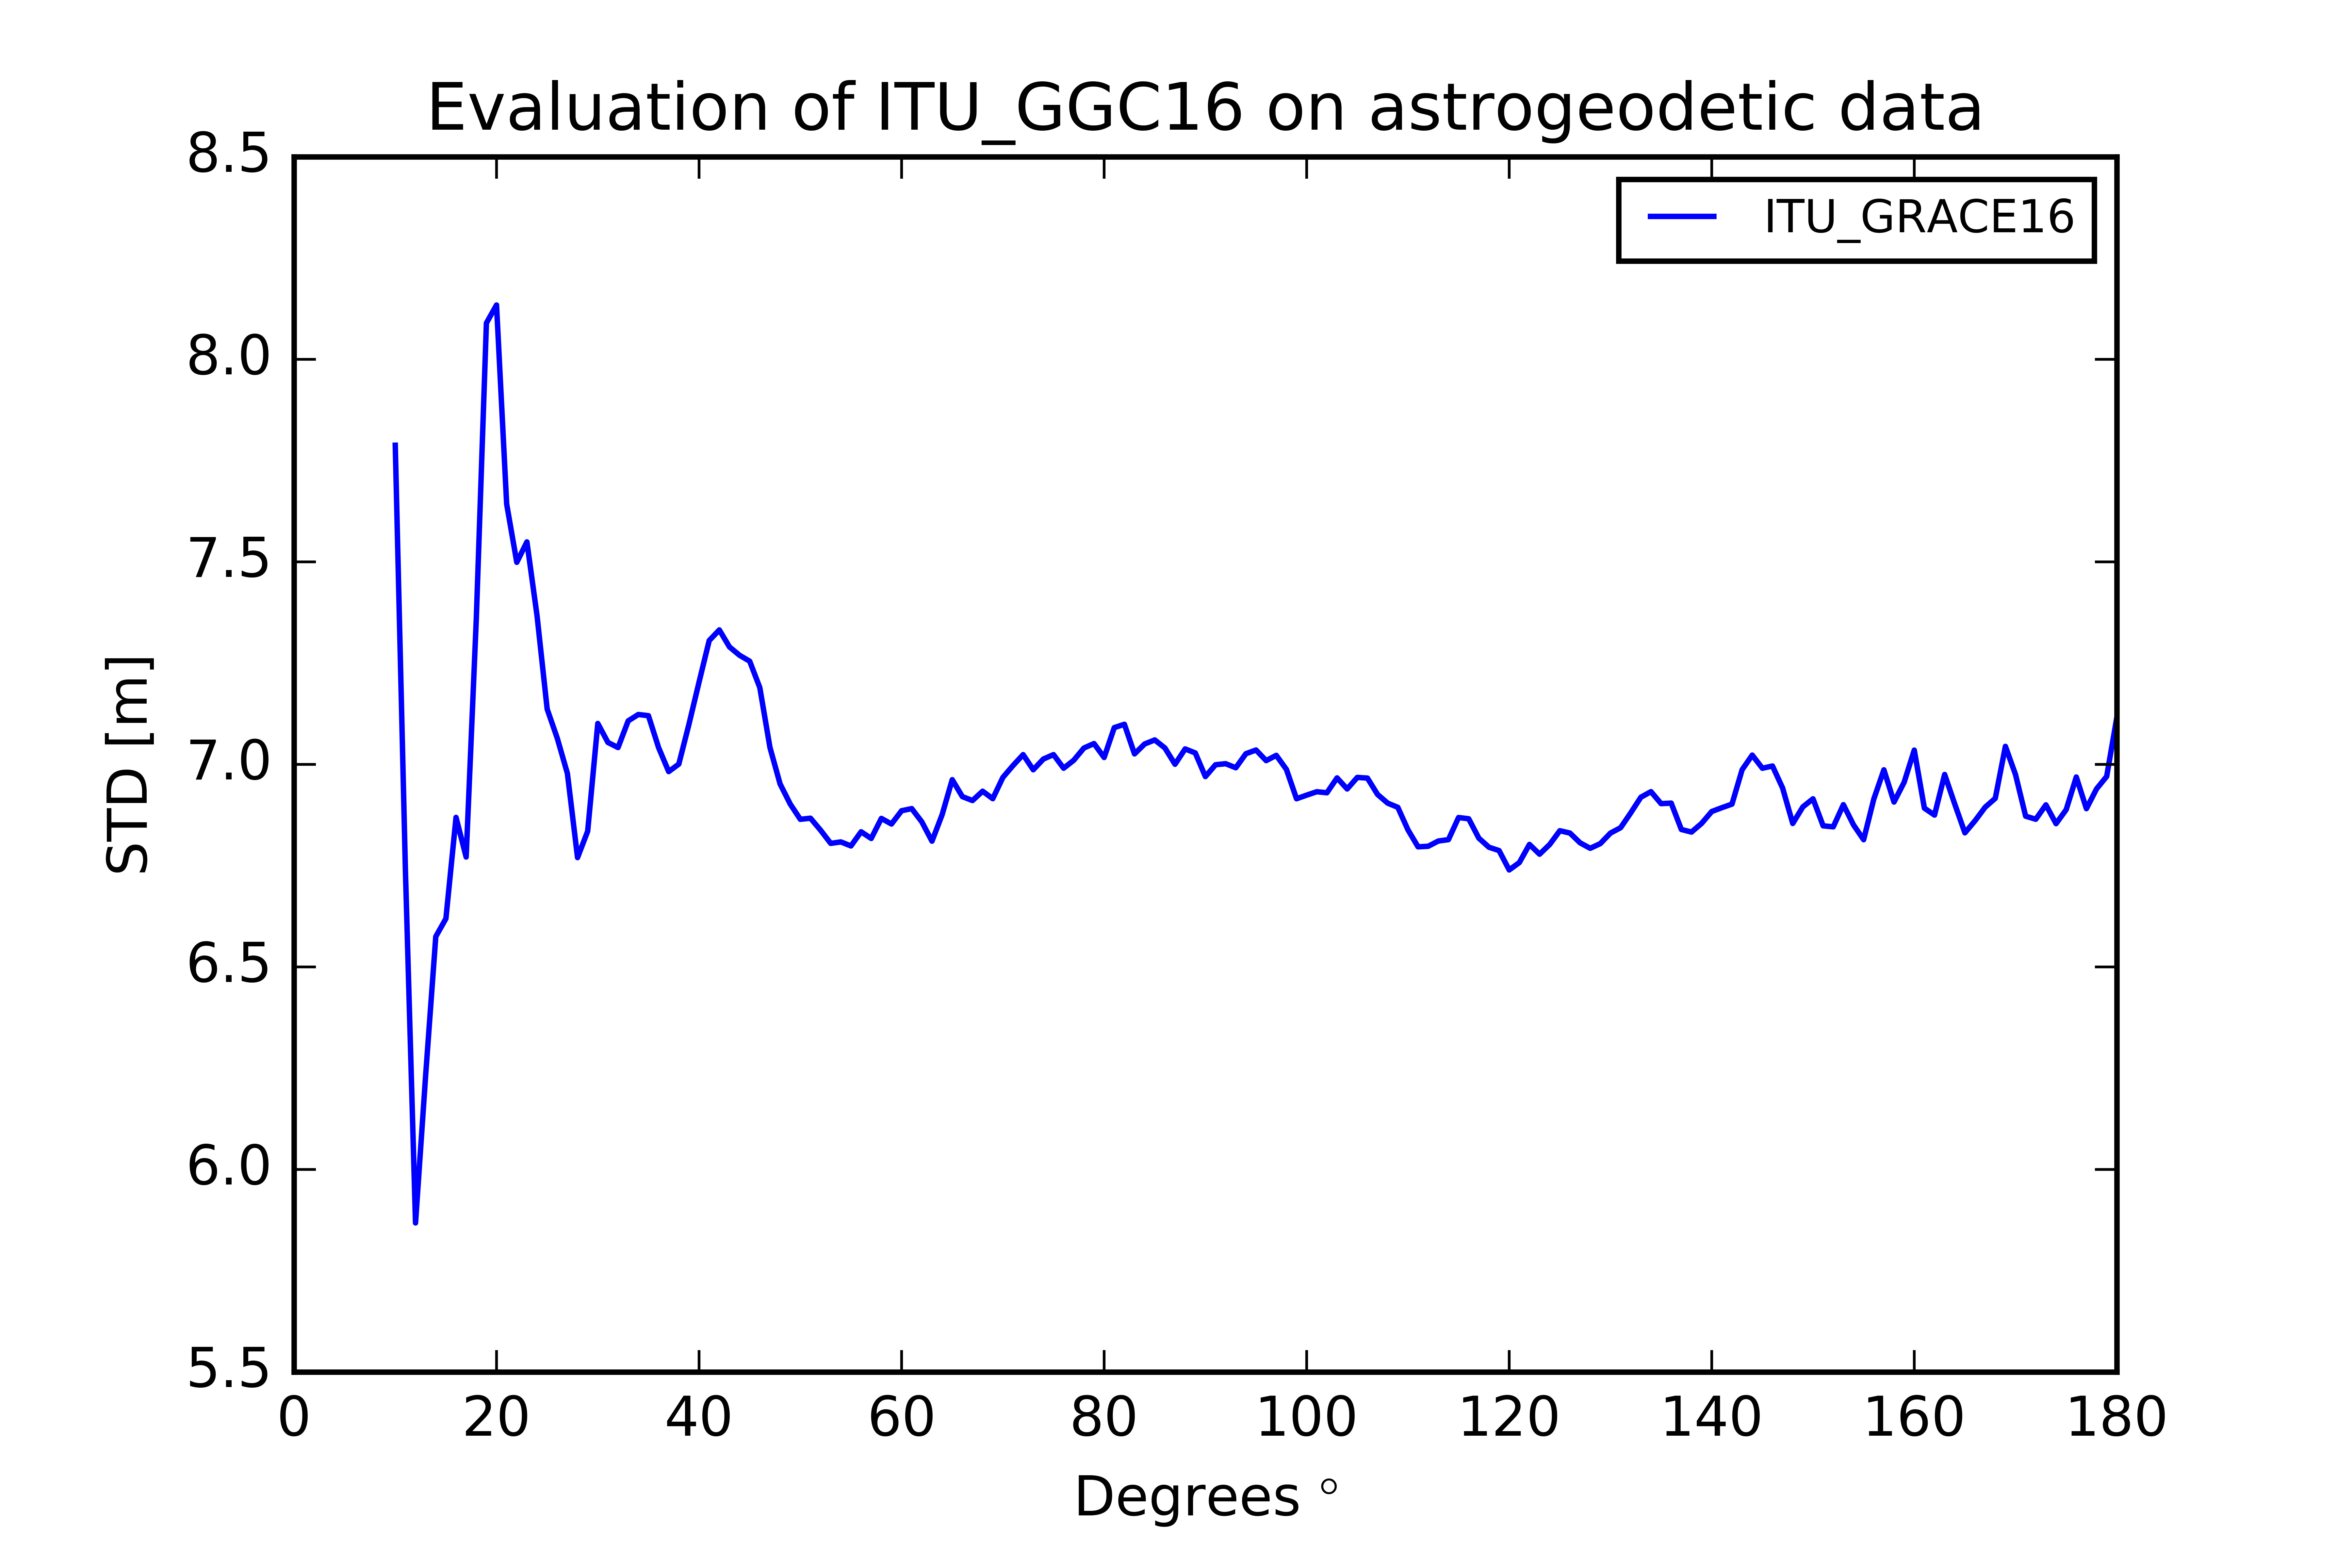 Evaluation of ITU_GGC16 on astrogeodetic data
ITU_GRACE16
STD [m]
8.5
8.0
7.5
7.0
6.5
6.0
5.5
0 20 40 60 80 100 120 140 160 180
Degrees °